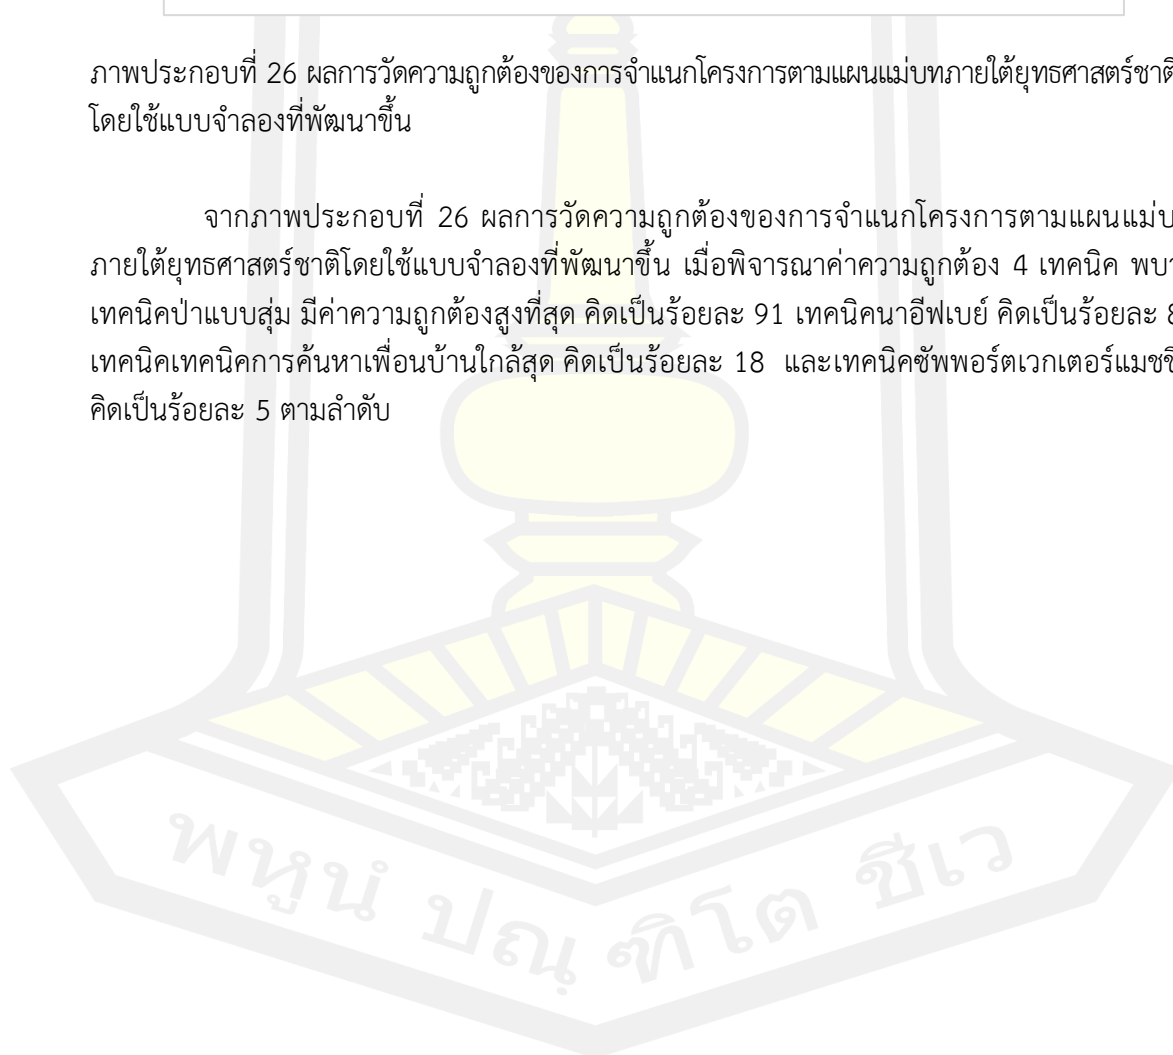 ภาพประกอบที่ 26 ผลการวัดความถูกต้องของการจำแนกโครงการตามแผนแม่บทภายใต้ยุทธศาสตร์ชาติ
โดยใช้แบบจำลองที่พัฒนาขึ้น
จากภาพประกอบที่ 26 ผลการวัดความถูกต้องของการจำแนกโครงการตามแผนแม่บ
ภายใต้ยุทธศาสตร์ชาติโดยใช้แบบจำลองที่พัฒนาขึ้น เมื่อพิจารณาค่าความถูกต้อง 4 เทคนิค
เทคนิคป่าแบบสุ่ม มีค่าความถูกต้องสูงที่สุด คิดเป็นร้อยละ 91 เทคนิคนาอีฟเบย์ คิดเป็นร้อยละ
เทคนิคเทคนิคการค้นหาเพื่อนบ้านใกล้สุด คิดเป็นร้อยละ 18 และเทคนิคซัพพอร์ตเวกเตอร์แมชชี
คิดเป็นร้อยละ 5 ตามลำดับ
พหูนํ ปณฺฑิโต ชีเว